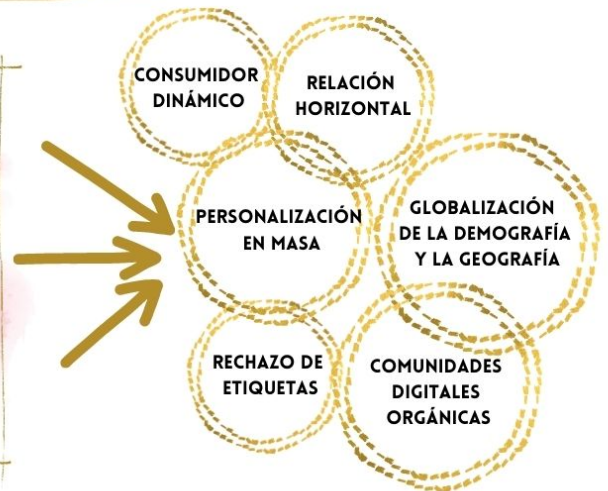 CONSUMIDOR
DINÁMICO
RELACIÓN
HORIZONTAL
PERSONALIZACIÓN
EN MASA
GLOBALIZACIÓN
DE LA DEMOGRAFÍA
Y LA GEOGRAFÍA
RECHAZO DE
ETIQUETAS
COMUNIDADES
DIGITALES
ORGÁNICAS